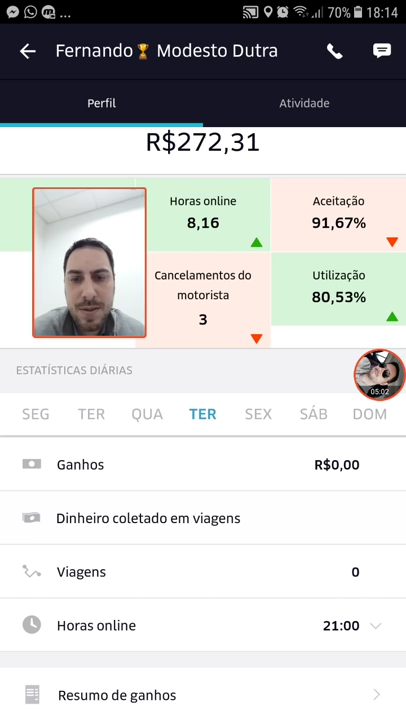 70% 18:14
Fernando🏆 Modesto Dutra
Perfil
Atividade
R$272,31
Horas online
8,16
Aceitação
91,67%
Cancelamentos do
motorista
3
Utilização
80,53%
ESTATÍSTICAS DIÁRIAS
05:02
SEG TER QUA TER SEX SÁB DOM
Ganhos R$0,00
Dinheiro coletado em viagens
Viagens 0
Horas online 21:00
Resumo de ganhos